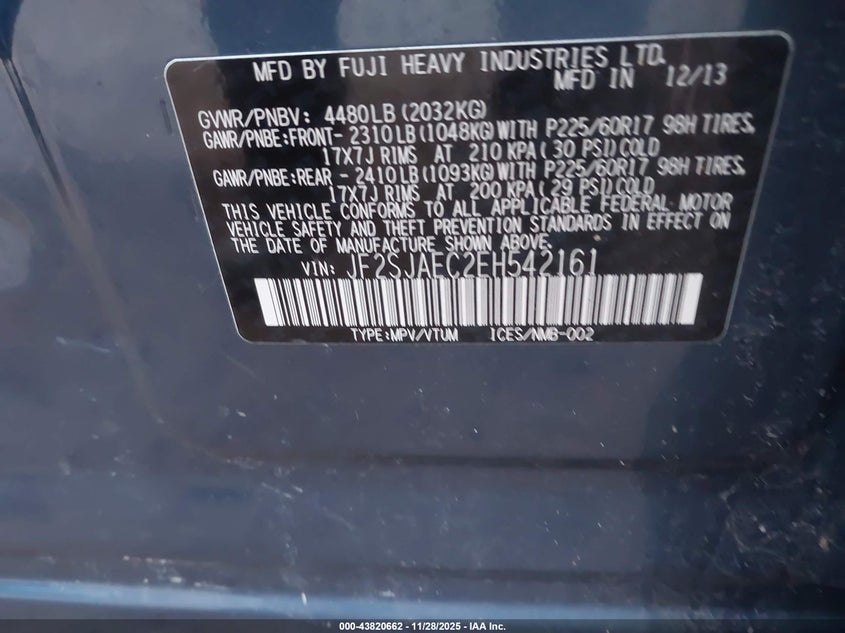 MFD BY FUJI HEAVY INDUSTRIES LTD.
MFD IN 12/13
GVWR/PNBV: 4480LB (2032KG)
GAWR/PNBE:FRONT- 2310LB (1048KG) WITH P225/60R17 98H TIRES,
17X7J RIMS AT 210 KPA ( 30 PSI) COLD
GAWR/PNBE:REAR - 2410LB (1093KG) WITH P225/60R17 98H TIRES,
17X7J RIMS AT 200 KPA ( 29 PSI) COLD
THIS VEHICLE CONFORMS TO ALL APPLICABLE FEDERAL MOTOR
VEHICLE SAFETY AND THEFT PREVENTION STANDARDS IN EFFECT ON
THE DATE OF MANUFACTURE SHOWN ABOVE.
VIN: JF2SJAEC2EH542161
TYPE:MPV/VTUM ICES/NMB-002
000-43820662 - 11/28/2025 - IAA Inc.